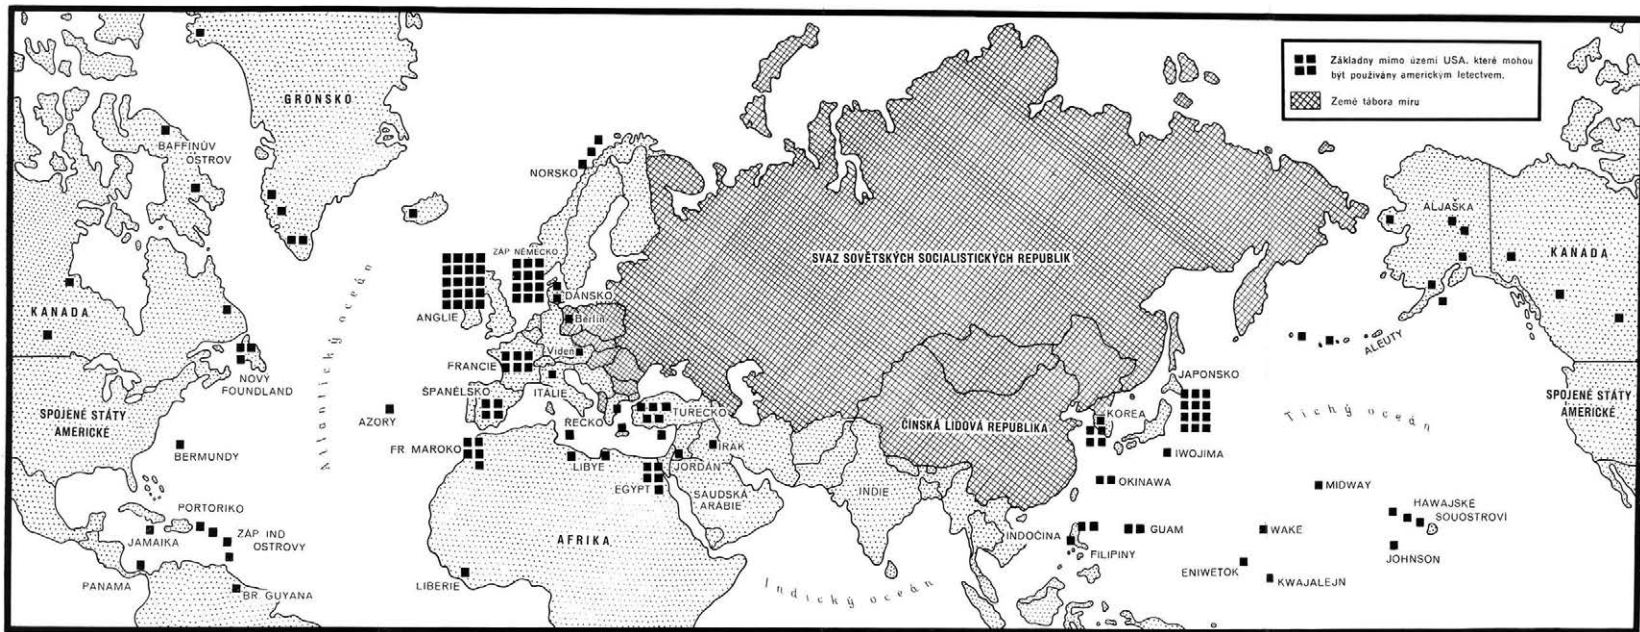 Základny mimo území USA, které mohou
být používány americkým letectvem.
Země tábora míru
GRONSKO
BAFFINŮV
OSTROV
NORSKO
ALJAŠKA
KANADA
SVAZ SOVĚTSKÝCH SOCIALISTICKÝCH REPUBLIK
ZÁP NĚMECKO
DÁNSKO
ANGLIE
Berlín
KANADA
Atlantický oceán
ALEUTY
Vídeň
FRANCIE
NOVÝ
FOUNDLAND
ŠPANĚLSKO
ITÁLIE
JAPONSKO
SPOJENÉ STÁTY
AMERICKÉ
SPOJENÉ STÁTY
AMERICKÉ
AZORY
ŘECKO
TURECKO
ČÍNSKÁ LIDOVÁ REPUBLIKA
KOREA
Tichý oceán
BERMUDY
FR MAROKO
LIBYE
JORDÁN
IRÁK
IWOJIMA
EGYPT
SAUDSKÁ
ARÁBIE
INDIE
OKINAWA
MIDWAY
PORTORIKO
JAMAIKA
ZÁP IND
OSTROVY
AFRIKA
INDOČÍNA
FILIPINY
GUAM
WAKE
HAWAJSKÉ
SOUOSTROVÍ
JOHNSON
PANAMA
BR. GUYANA
LIBERIE
Indický oceán
ENIWETOK
KWAJALEJN